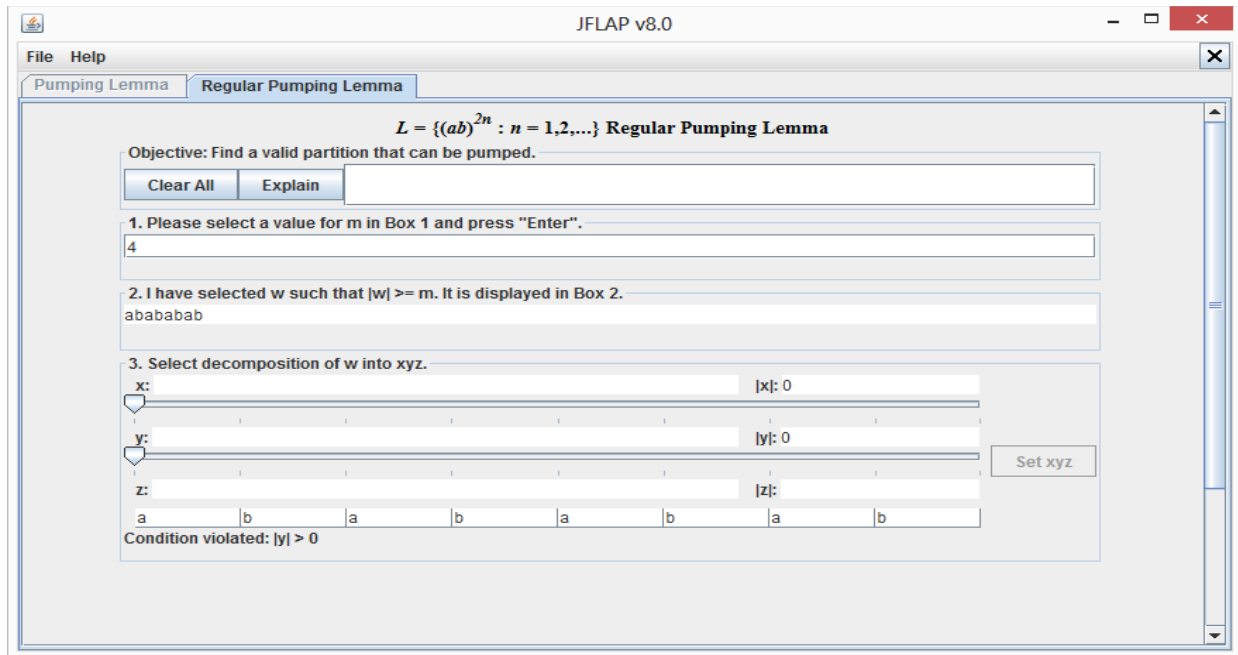 JFLAP v8.0
File Help
Pumping Lemma Regular Pumping Lemma
L = {(ab)^2n : n = 1,2,...} Regular Pumping Lemma
Objective: Find a valid partition that can be pumped.
Clear All Explain
1. Please select a value for m in Box 1 and press "Enter".
4
2. I have selected w such that |w| >= m. It is displayed in Box 2.
abababab
3. Select decomposition of w into xyz.
x: |x|: 0
y: |y|: 0
Set xyz
z: |z|:
a b a b a b a b
Condition violated: |y| > 0